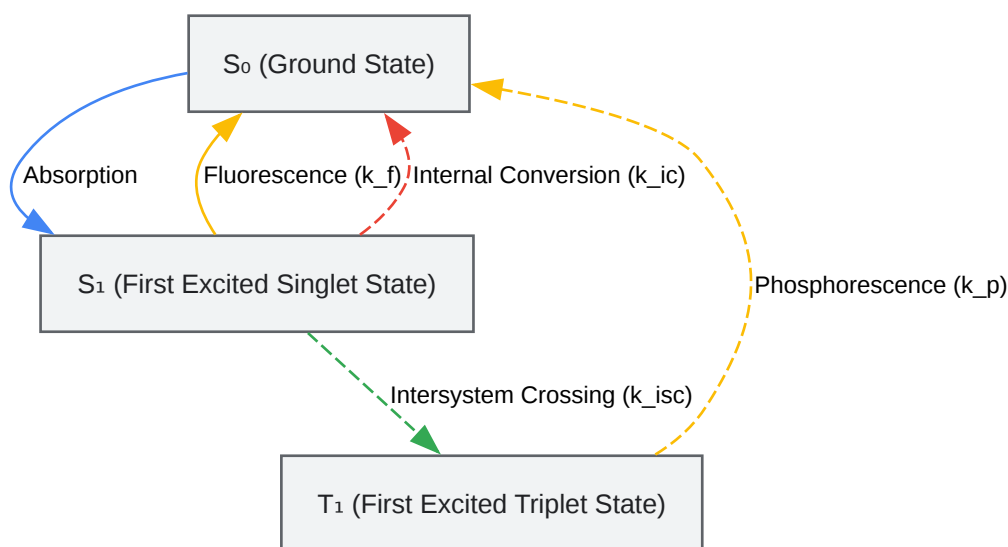 S₀ (Ground State)
Absorption
Fluorescence (k_f)
Internal Conversion (k_ic)
S₁ (First Excited Singlet State)
Phosphorescence (k_p)
Intersystem Crossing (k_isc)
T₁ (First Excited Triplet State)